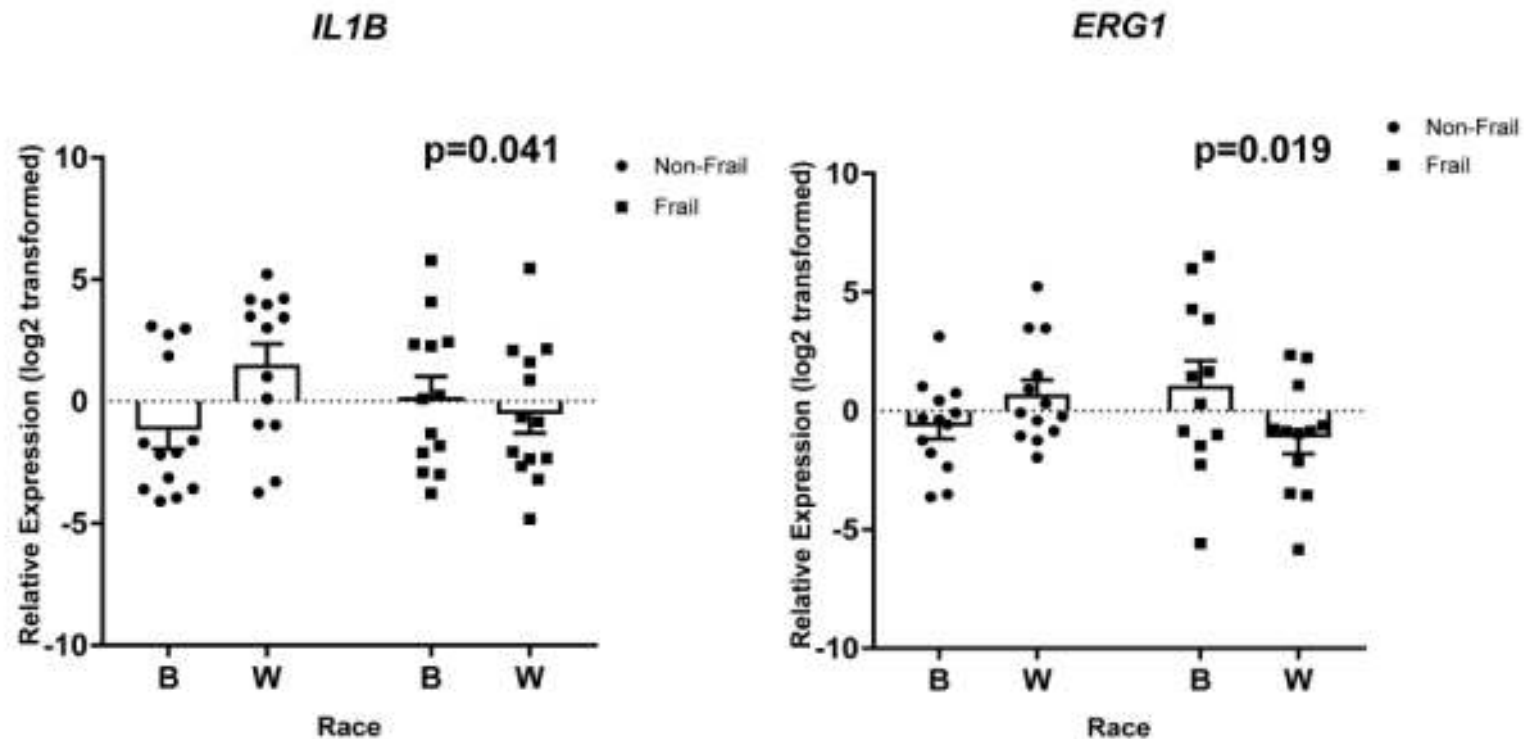 IL1B
p=0.041
Non-Frail
Frail
Relative Expression (log2 transformed)
10
5
0
-5
-10
B W B W
Race
ERG1
p=0.019
Non-Frail
Frail
Relative Expression (log2 transformed)
10
5
0
-5
-10
B W B W
Race